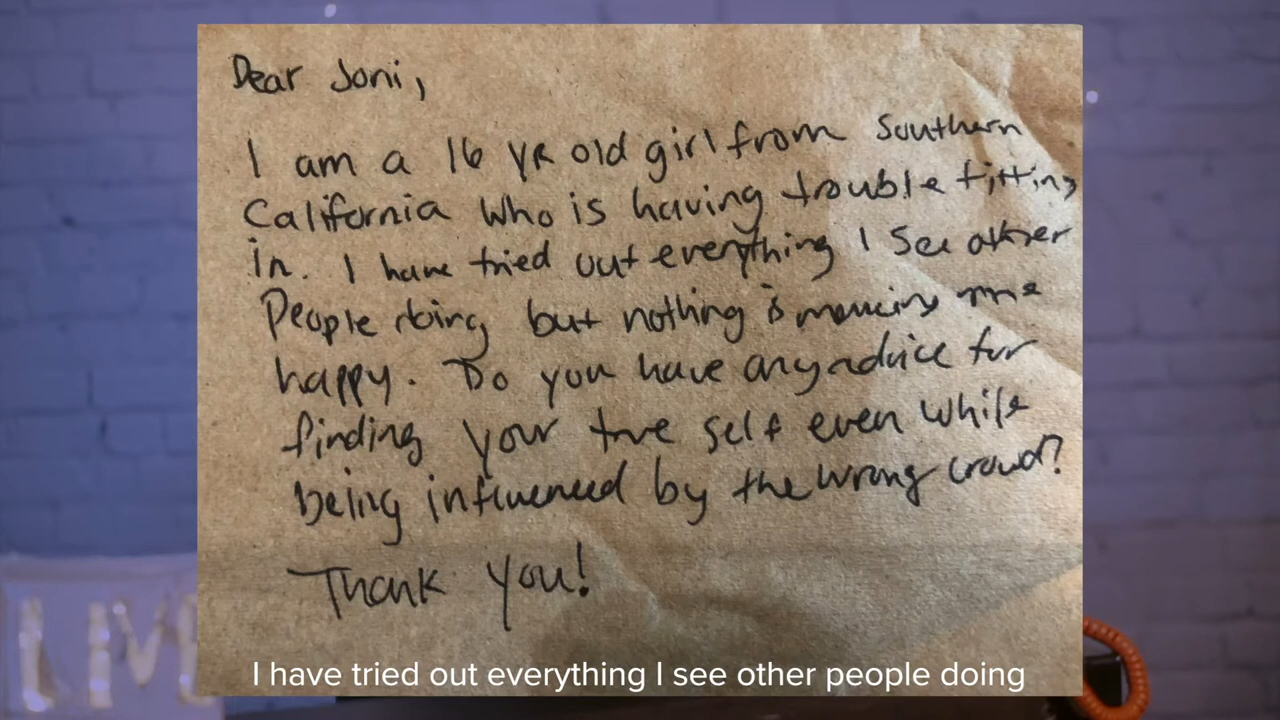 Dear Joni,
I am a 16 yr old girl from Southern
California who is having trouble fitting
in. I have tried out everything I see other
People doing but nothing is making me
happy. Do you have any advice for
finding your true self even while
being influenced by the wrong crowd?
Thank you!
I have tried out everything I see other people doing
LIVE